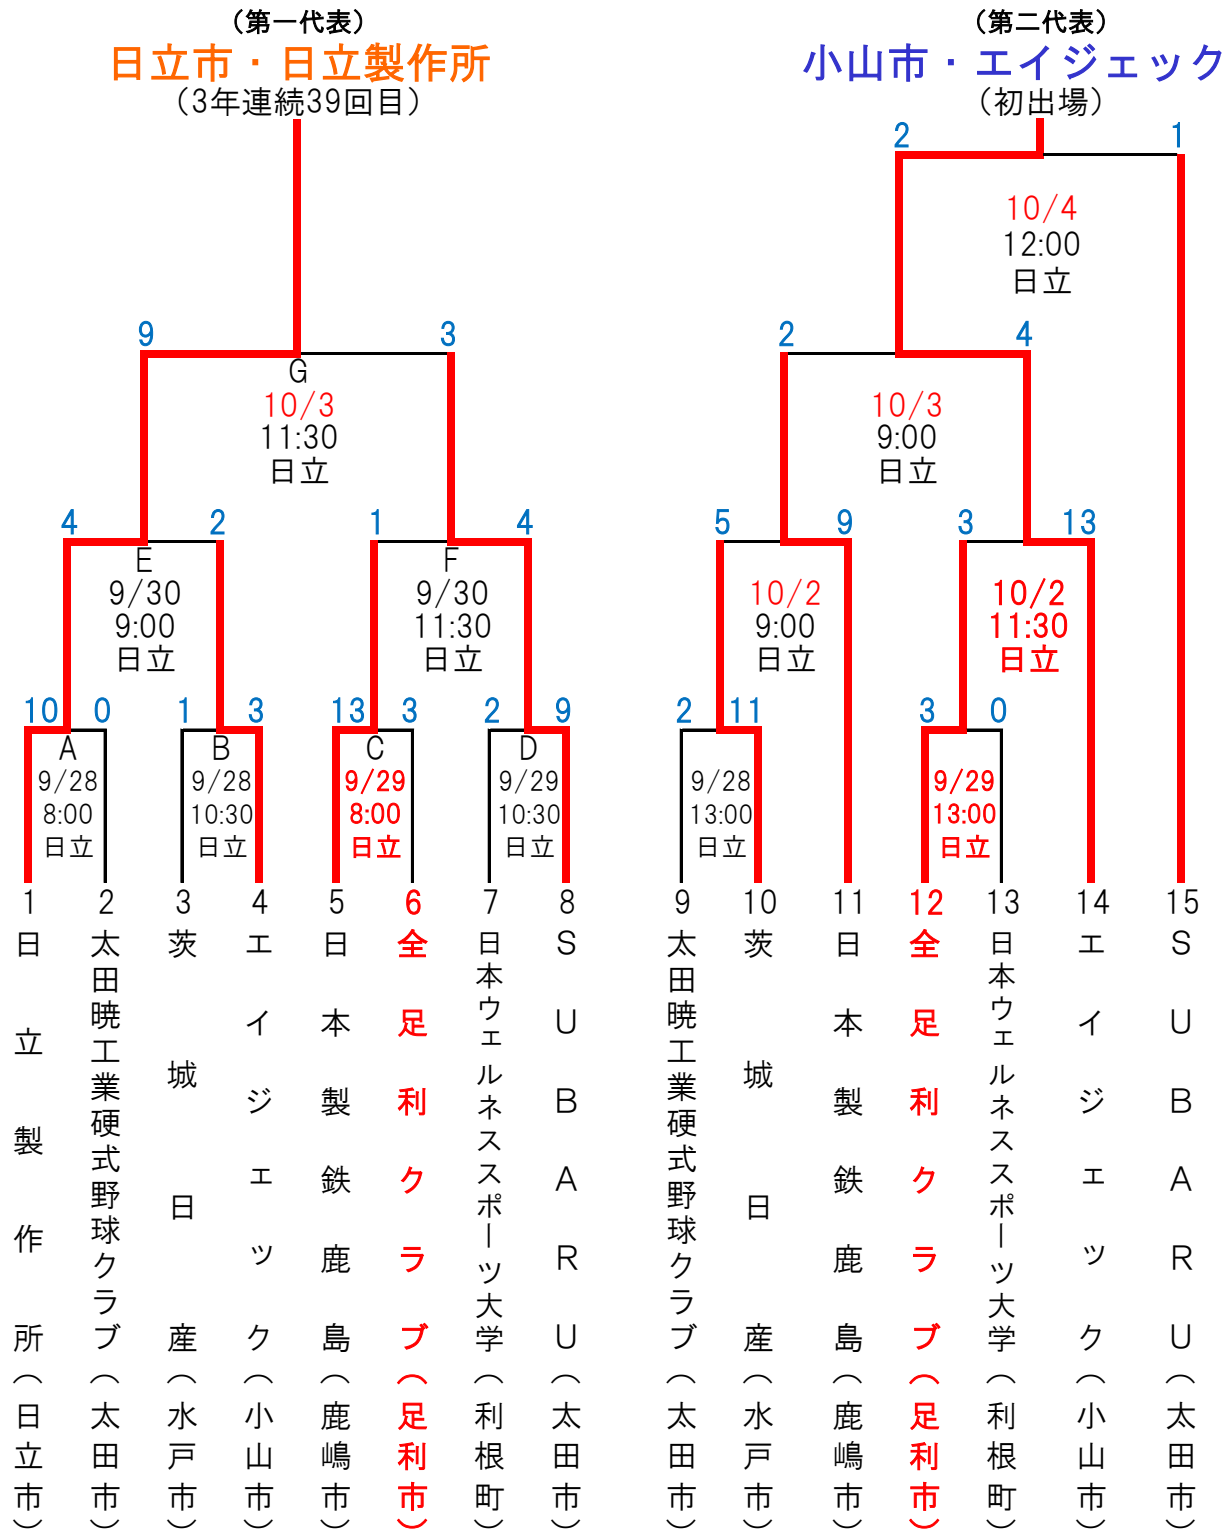 (第一代表)
日立市・日立製作所
(3年連続39回目)
(第二代表)
小山市・エイジェック
(初出場)
2
1
10/4
12:00
日立
9
3
G
10/3
11:30
日立
2
4
10/3
9:00
日立
4
2
E
9/30
9:00
日立
1
4
F
9/30
11:30
日立
5
9
10/2
9:00
日立
3
13
10/2
11:30
日立
10
0
A
9/28
8:00
日立
1
3
B
9/28
10:30
日立
13
3
C
9/29
8:00
日立
2
9
D
9/29
10:30
日立
2
11
9/28
13:00
日立
3
0
9/29
13:00
日立
1
日立製作所(日立市)
2
太田暁工業硬式野球クラブ(太田市)
3
茨城日産(水戸市)
4
エイジェック(小山市)
5
日本製鉄鹿島(鹿嶋市)
6
全足利クラブ(足利市)
7
日本ウェルネススポーツ大学(利根町)
8
SUBARU(太田市)
9
太田暁工業硬式野球クラブ(太田市)
10
茨城日産(水戸市)
11
日本製鉄鹿島(鹿嶋市)
12
全足利クラブ(足利市)
13
日本ウェルネススポーツ大学(利根町)
14
エイジェック(小山市)
15
SUBARU(太田市)